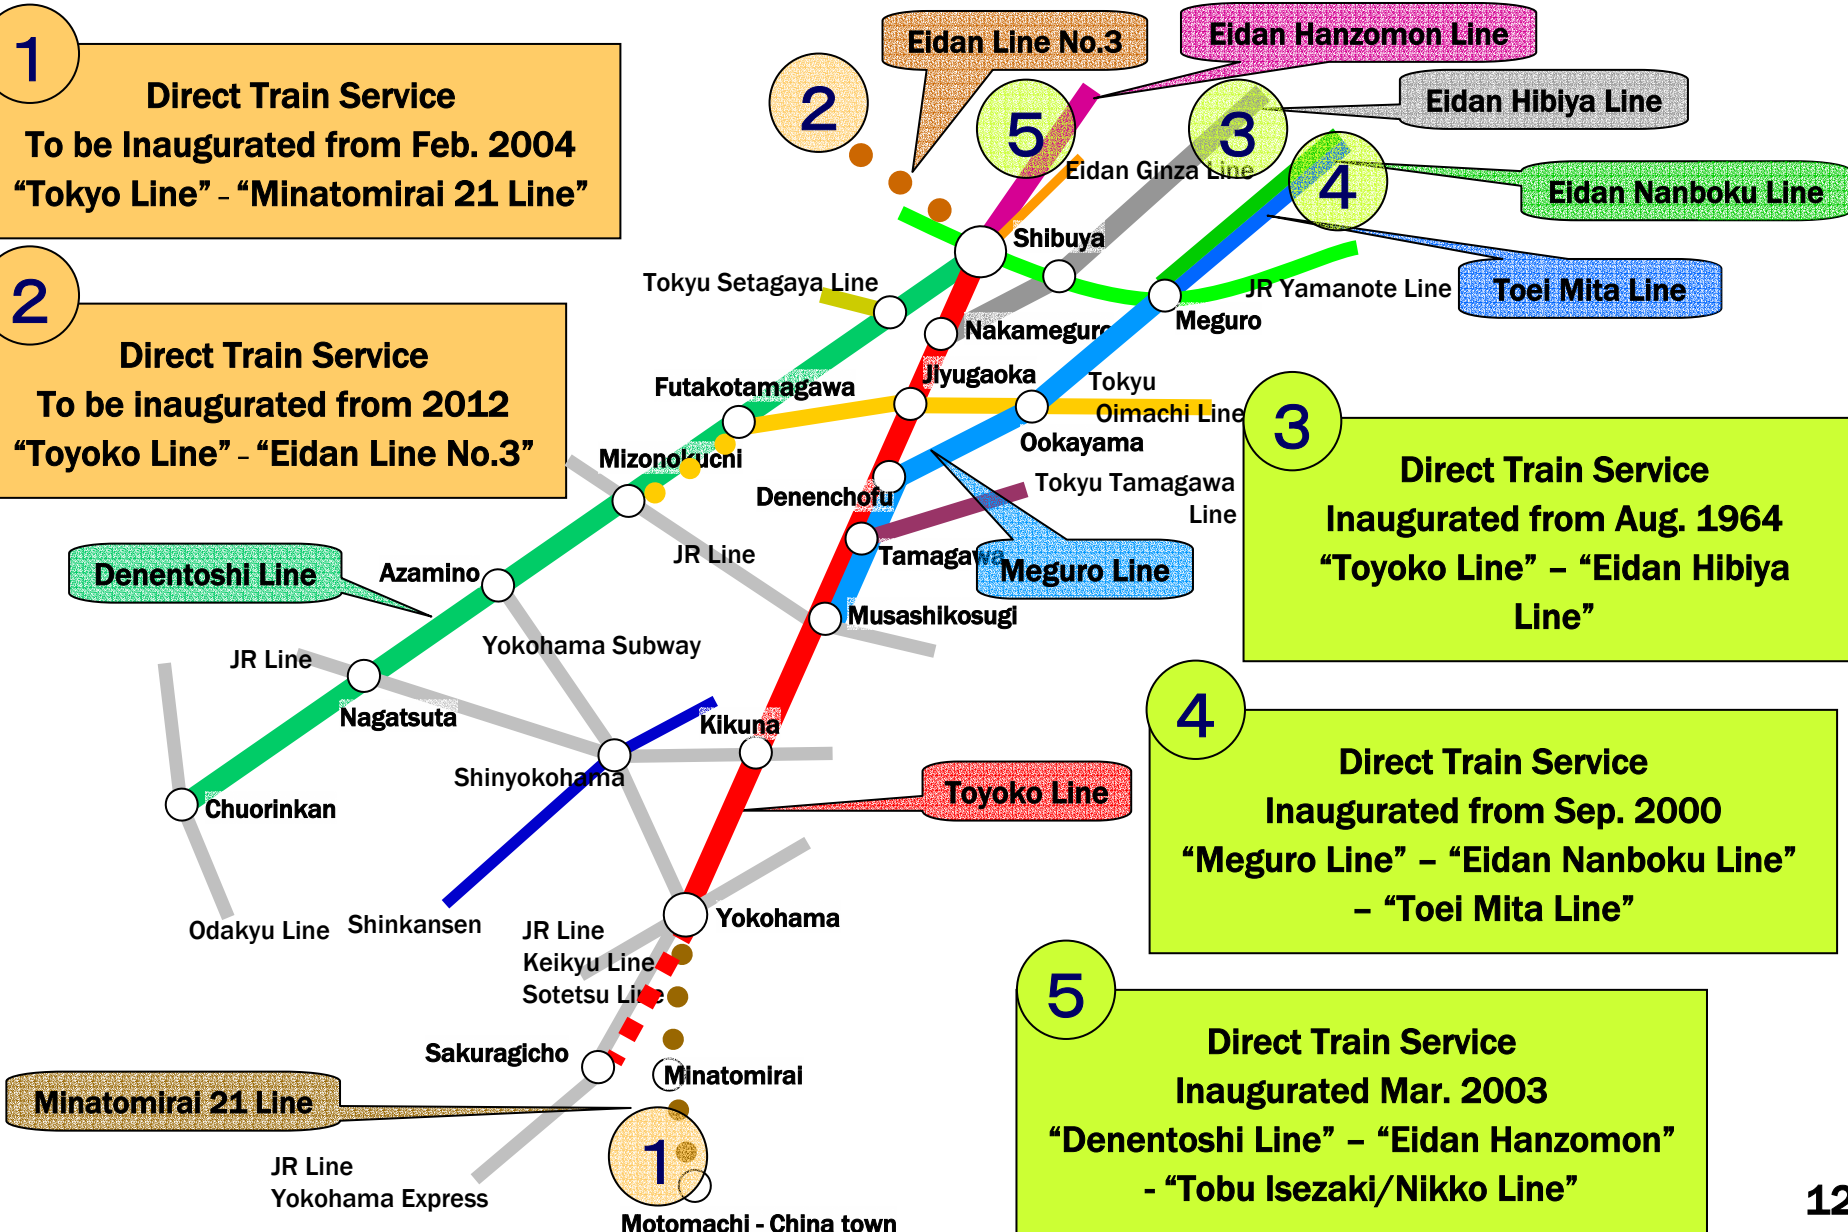 1
Direct Train Service
To be Inaugurated from Feb. 2004
“Tokyo Line” - “Minatomirai 21 Line”
2
Direct Train Service
To be inaugurated from 2012
“Toyoko Line” - “Eidan Line No.3”
Eidan Line No.3
Eidan Hanzomon Line
Eidan Hibiya Line
Eidan Nanboku Line
Toei Mita Line
2
5
3
4
Eidan Ginza Line
Shibuya
Tokyu Setagaya Line
JR Yamanote Line
Nakameguro
Meguro
Jiyugaoka
Futakotamagawa
Tokyu
Oimachi Line
Ookayama
Mizonokuchi
Denenchofu
Tokyu Tamagawa
Line
JR Line
Tamagawa
Meguro Line
Denentoshi Line
Azamino
Musashikosugi
Yokohama Subway
JR Line
Nagatsuta
Kikuna
Shinyokohama
Toyoko Line
Chuorinkan
Odakyu Line
Shinkansen
Yokohama
JR Line
Keikyu Line
Sotetsu Line
Sakuragicho
Minatomirai
Minatomirai 21 Line
1
JR Line
Yokohama Express
Motomachi - China town
3
Direct Train Service
Inaugurated from Aug. 1964
“Toyoko Line” – “Eidan Hibiya
Line”
4
Direct Train Service
Inaugurated from Sep. 2000
“Meguro Line” – “Eidan Nanboku Line”
– “Toei Mita Line”
5
Direct Train Service
Inaugurated Mar. 2003
“Denentoshi Line” – “Eidan Hanzomon”
- “Tobu Isezaki/Nikko Line”
12